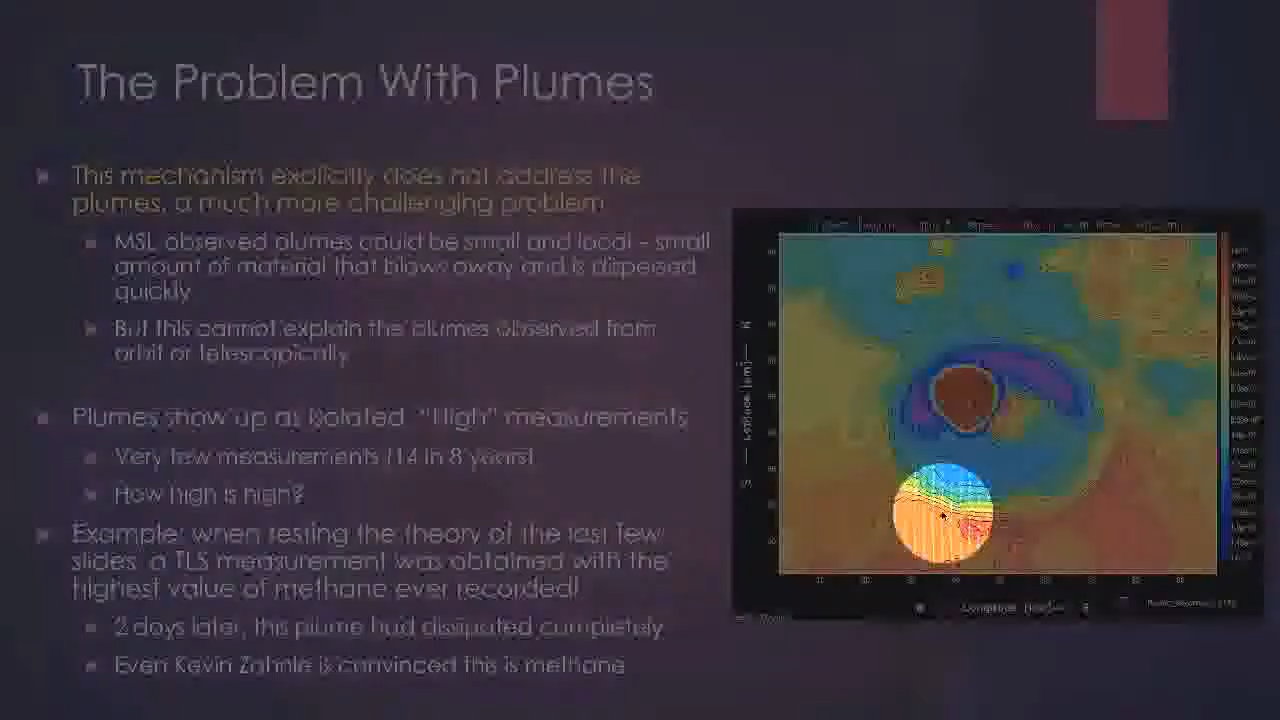 The Problem With Plumes
This mechanism explicitly does not address the
plumes, a much more challenging problem
MSL observed plumes could be small and local – small
amount of material that blows away and is dispersed
quickly
But this cannot explain the plumes observed from
orbit or telescopically
Plumes show up as isolated "High" measurements
Very few measurements (14 in 8 years)
How high is high?
Example: when testing the theory of the last few
slides, a TLS measurement was obtained with the
highest value of methane ever recorded!
2 days later, this plume had dissipated completely
Even Kevin Zahnle is convinced this is methane